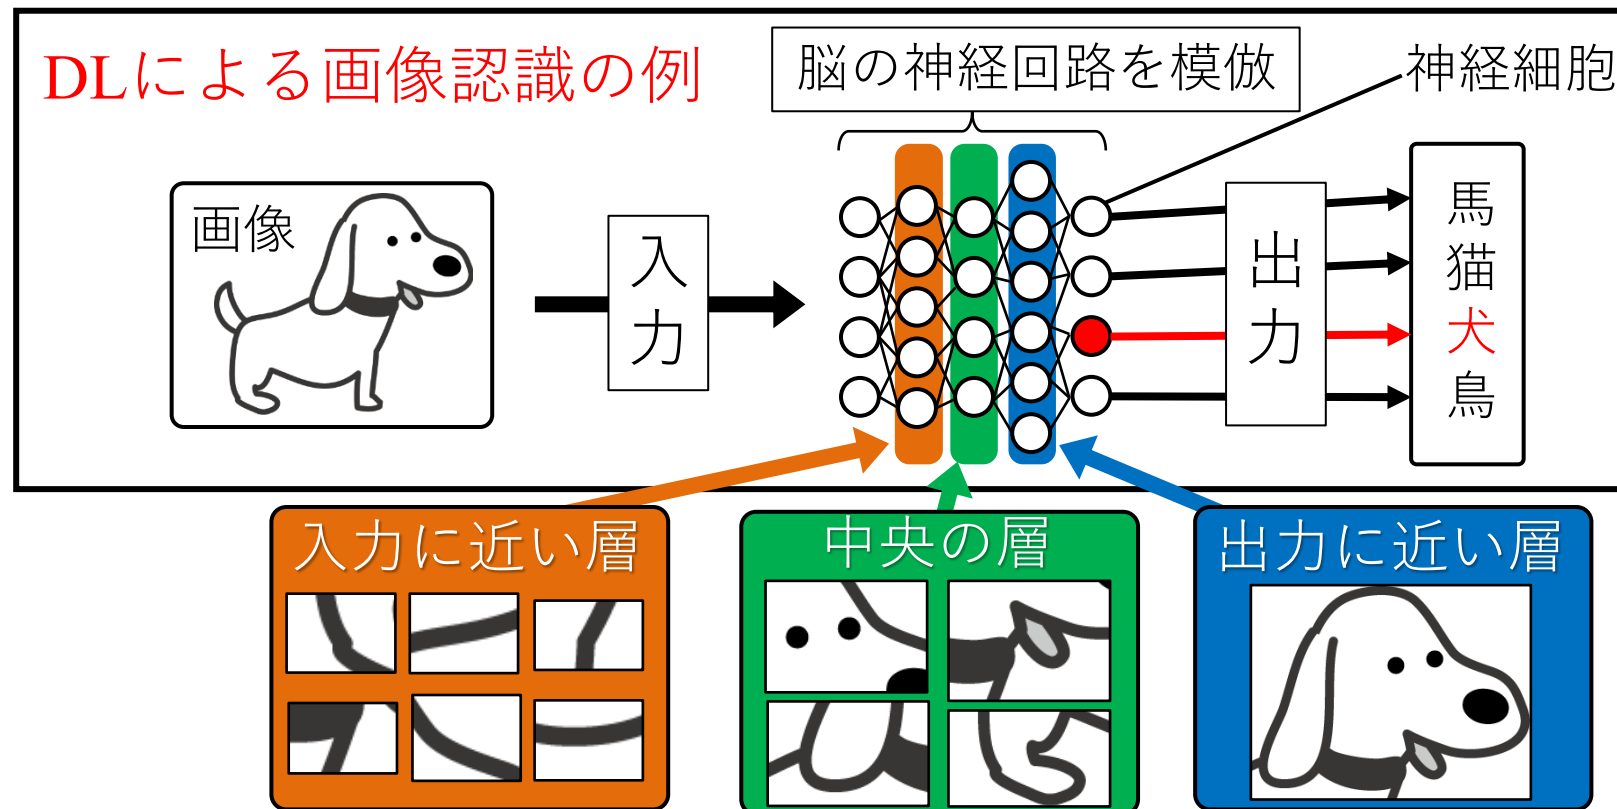 DLによる画像認識の例
脳の神経回路を模倣
神経細胞
画像
入力
出力
馬
猫
犬
鳥
入力に近い層
中央の層
出力に近い層